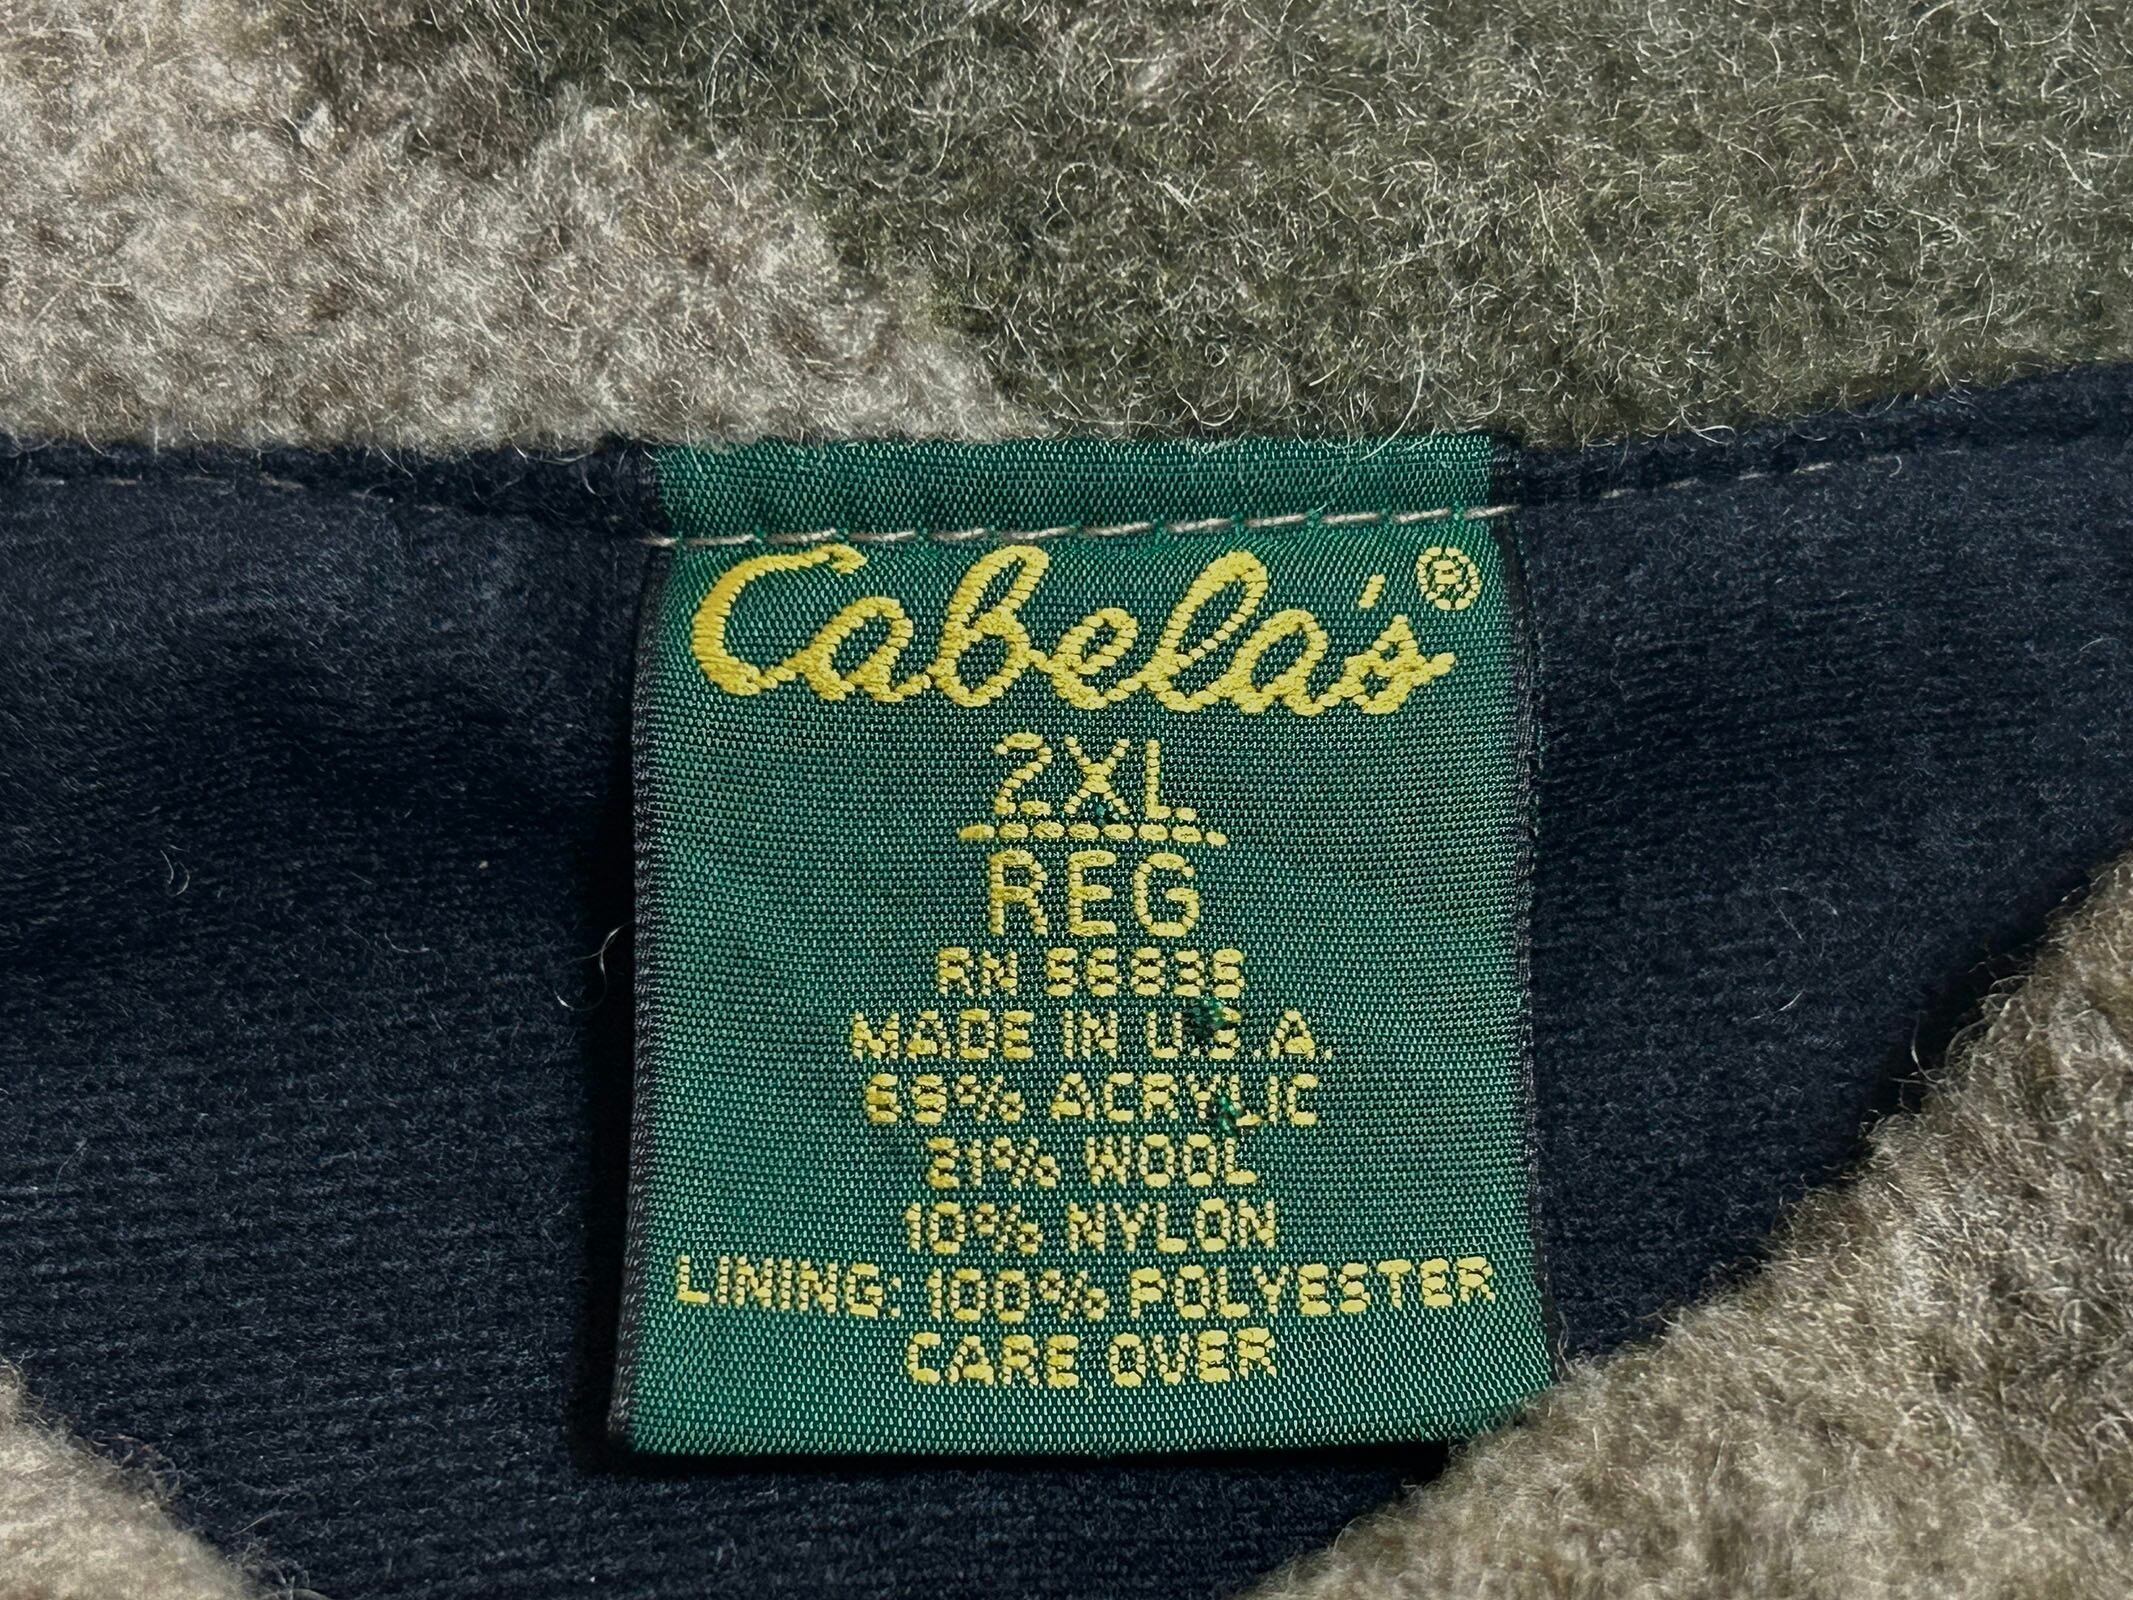 Cabela's®
2XL
REG
RN 56835
MADE IN U.S.A.
69% ACRYLIC
21% WOOL
10% NYLON
LINING: 100% POLYESTER
CARE OVER